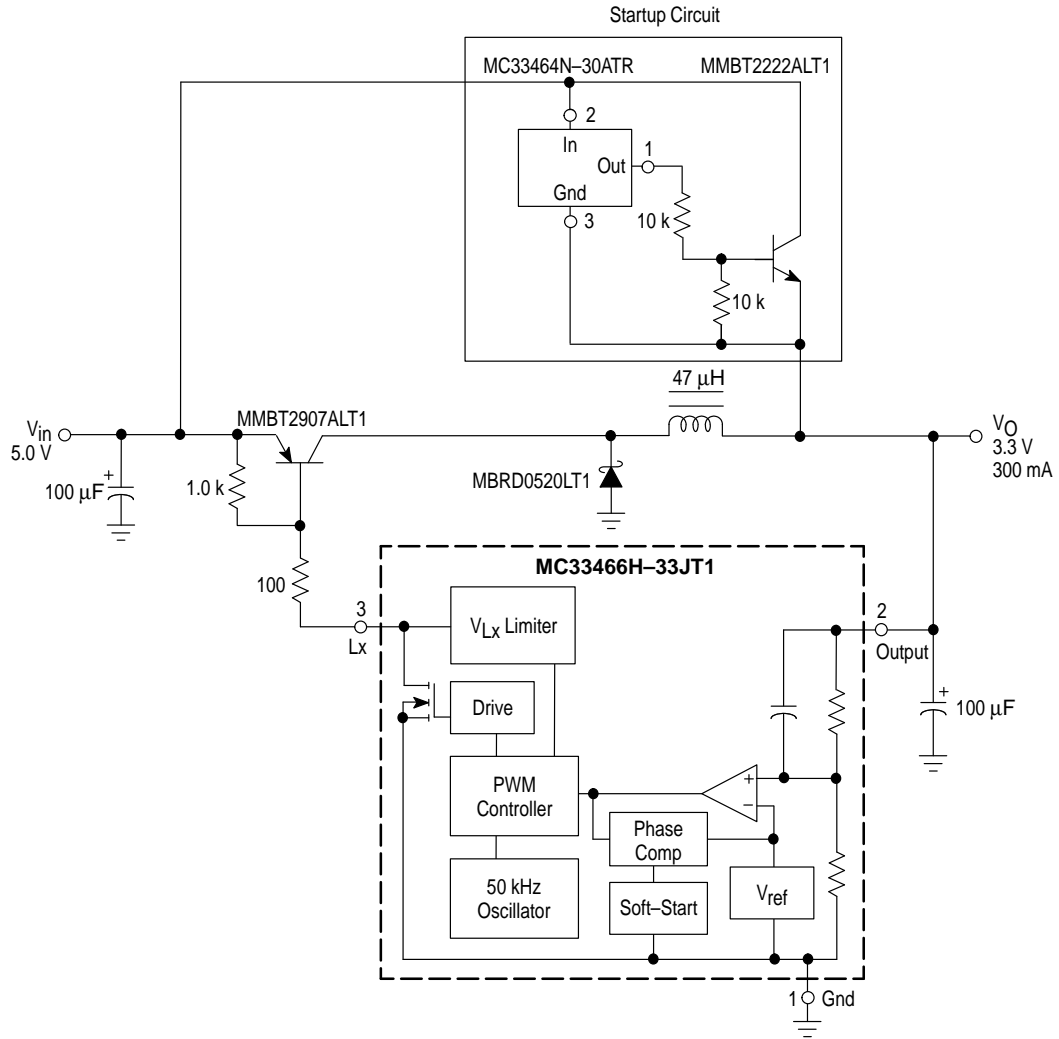 Startup Circuit
MC33464N–30ATR
MMBT2222ALT1
2
In
Out
1
Gnd
3
10 k
10 k
47 µH
Vin
5.0 V
MMBT2907ALT1
VO
3.3 V
300 mA
+
100 µF
1.0 k
MBRD0520LT1
100
MC33466H–33JT1
3
Lx
VLx Limiter
2
Output
Drive
+
100 µF
PWM
Controller
+
–
Phase
Comp
50 kHz
Oscillator
Soft–Start
Vref
1
Gnd